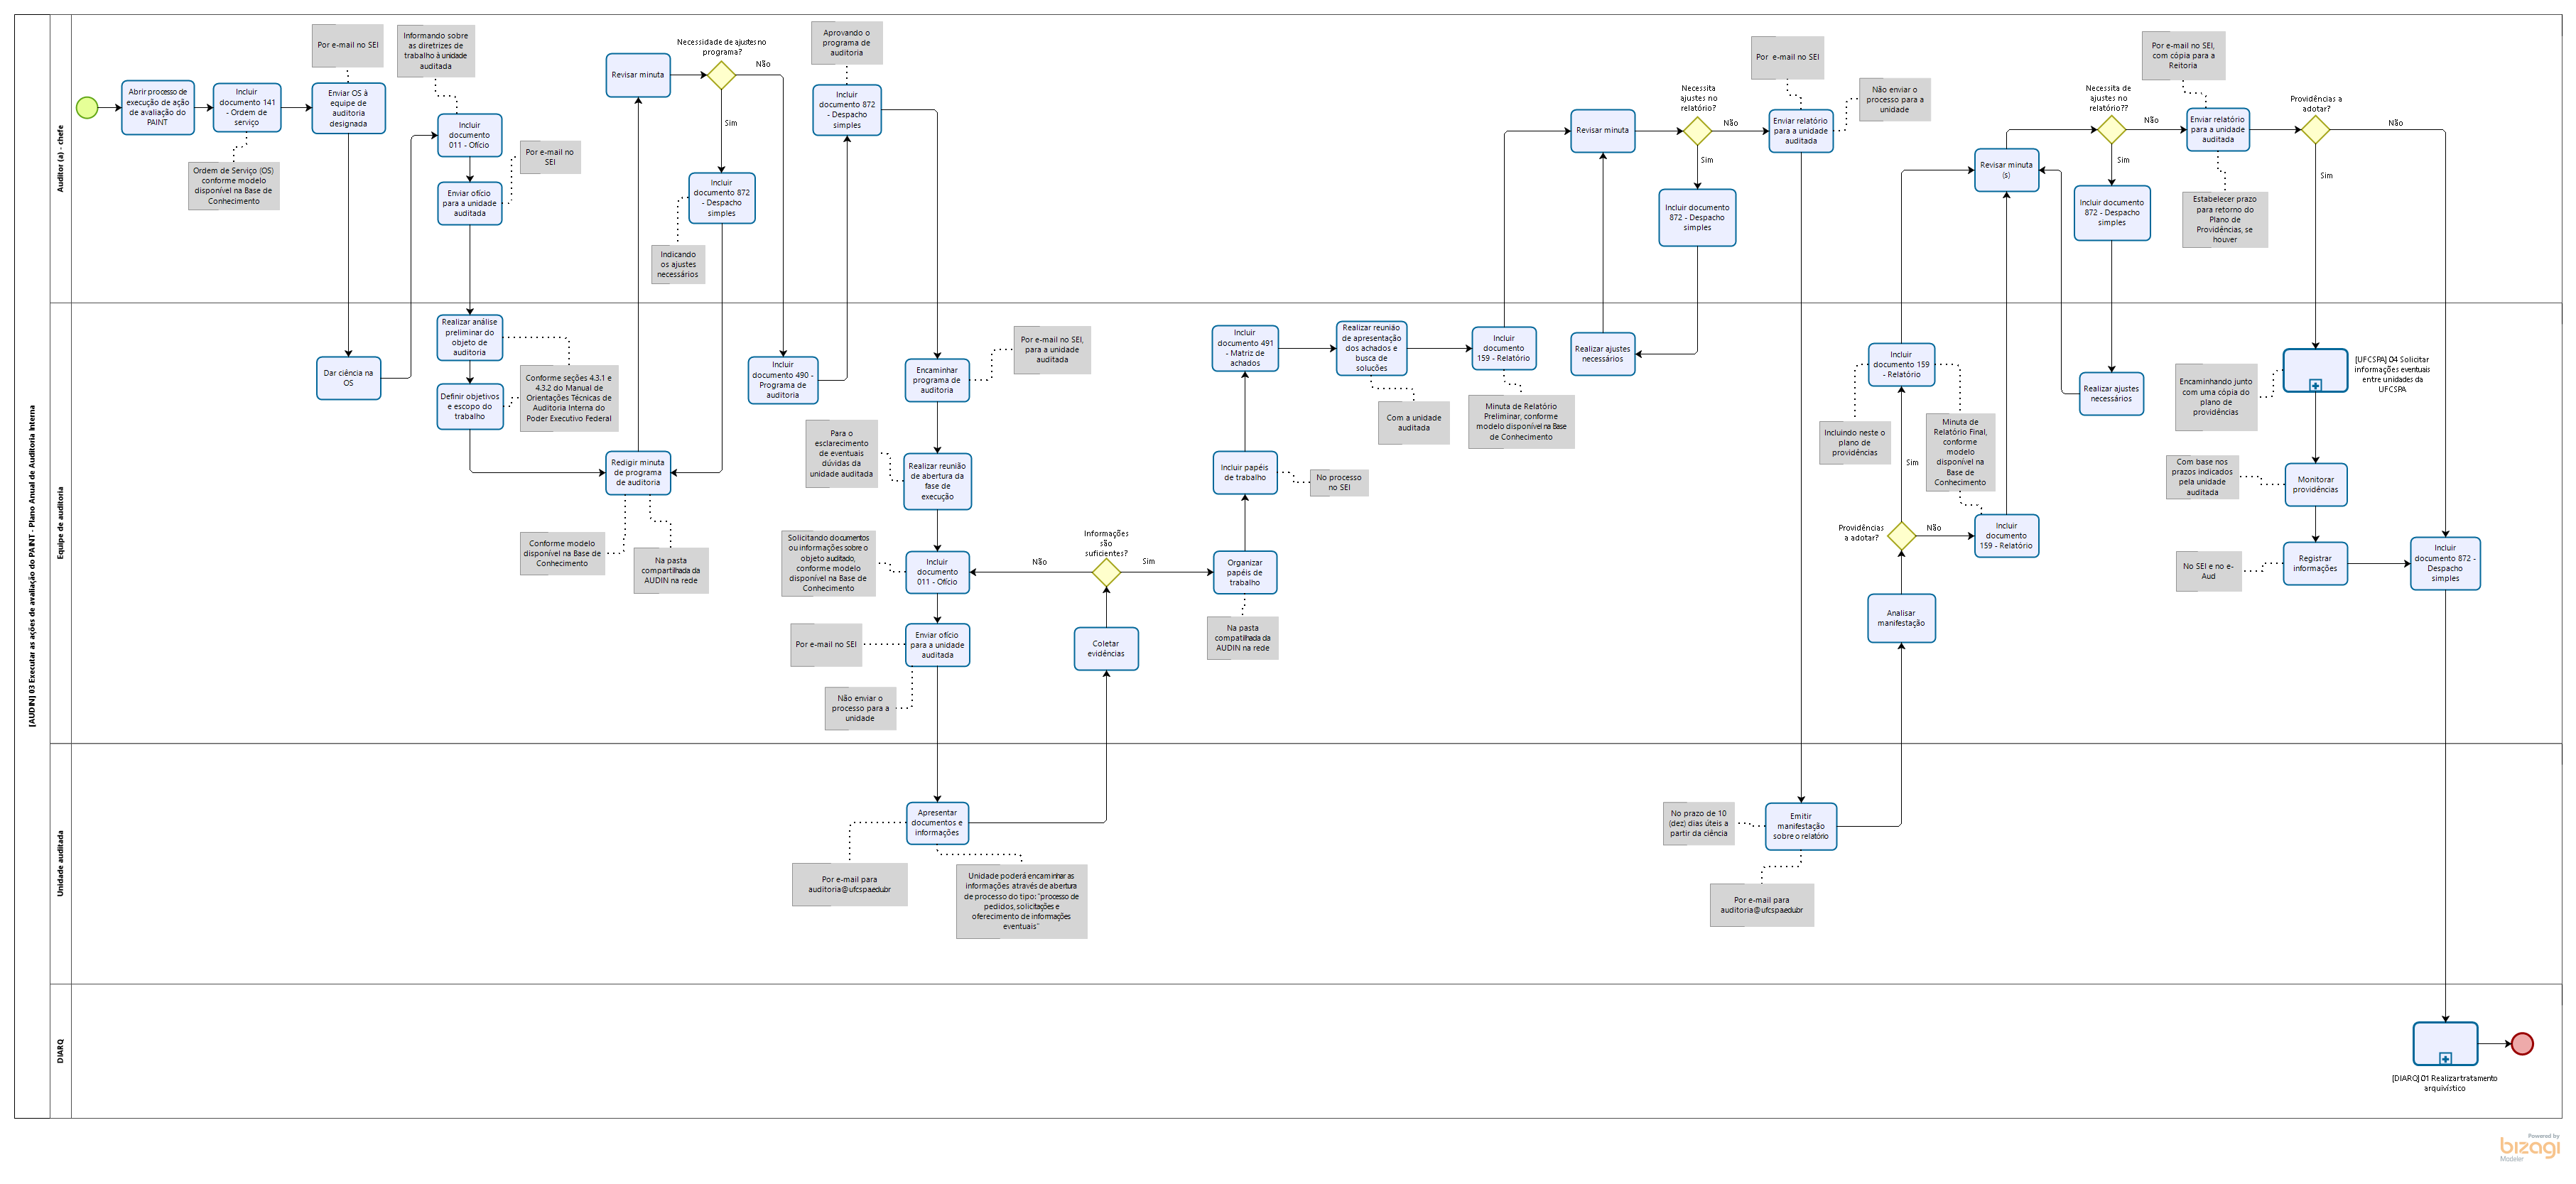 [AUDIN] 03 Executar as ações de avaliação do PAINT - Plano Anual de Auditoria Interna
Auditor (a) - chefe
Abrir processo de
execução de ação
de avaliação do
PAINT
Incluir
documento 141
- Ordem de
serviço
Ordem de Serviço (OS)
conforme modelo
disponível na Base de
Conhecimento
Por e-mail no SEI
Enviar OS à
equipe de
auditoria
designada
Informando sobre
as diretrizes de
trabalho à unidade
auditada
Incluir
documento
011 - Ofício
Por e-mail no
SEI
Enviar ofício
para a unidade
auditada
Revisar minuta
Necessidade de ajustes no
programa?
Não
Sim
Incluir
documento 872
- Despacho
simples
Indicando
os ajustes
necessários
Aprovando o
programa de
auditoria
Incluir
documento 872
- Despacho
simples
Revisar minuta
Necessita
ajustes no
relatório?
Não
Sim
Incluir documento
872 - Despacho
simples
Por  e-mail no SEI
Enviar relatório
para a unidade
auditada
Não enviar o
processo para a
unidade
Revisar minuta
(s)
Necessita de
ajustes no
relatório??
Não
Sim
Incluir documento
872 - Despacho
simples
Por e-mail no SEI,
com cópia para a
Reitoria
Enviar relatório
para a unidade
auditada
Estabelecer prazo
para retorno do
Plano de
Providências, se
houver
Providências a
adotar?
Não
Sim
Equipe de auditoria
Dar ciência na
OS
Realizar análise
preliminar do
objeto de
auditoria
Definir objetivos
e escopo do
trabalho
Conforme seções 4.3.1 e
4.3.2 do Manual de
Orientações Técnicas de
Auditoria Interna do
Poder Executivo Federal
Redigir minuta
de programa
de auditoria
Conforme modelo
disponível na Base de
Conhecimento
Na pasta
compartilhada da
AUDIN na rede
Incluir
documento 490 -
Programa de
auditoria
Encaminhar
programa de
auditoria
Por e-mail no SEI,
para a unidade
auditada
Para o
esclarecimento
de eventuais
dúvidas da
unidade auditada
Realizar reunião
de abertura da
fase de
execução
Solicitando documentos
ou informações sobre o
objeto auditado,
conforme modelo
disponível na Base de
Conhecimento
Incluir
documento
011 - Ofício
Por e-mail no SEI
Enviar ofício
para a unidade
auditada
Não enviar o
processo para a
unidade
Informações
são
suficientes?
Não
Sim
Coletar
evidências
Organizar
papéis de
trabalho
Na pasta
compatilhada da
AUDIN na rede
Incluir papéis
de trabalho
No processo
no SEI
Incluir
documento 491
- Matriz de
achados
Realizar reunião
de apresentação
dos achados e
busca de
soluções
Com a unidade
auditada
Incluir
documento
159 - Relatório
Minuta de Relatório
Preliminar, conforme
modelo disponível na Base
de Conhecimento
Realizar ajustes
necessários
Incluir
documento 159
- Relatório
Incluindo neste o
plano de
providências
Minuta de
Relatório Final,
conforme
modelo
disponível na
Base de
Conhecimento
Sim
Providências
a adotar?
Não
Incluir
documento
159 - Relatório
Analisar
manifestação
Realizar ajustes
necessários
Encaminhando junto
com uma cópia do
plano de
providências
[UFCSPA] 04 Solicitar
informações eventuais
entre unidades da
UFCSPA
Com base nos
prazos indicados
pela unidade
auditada
Monitorar
providências
No SEI e no e-
Aud
Registrar
informações
Incluir
documento 872 -
Despacho
simples
Unidade auditada
Apresentar
documentos e
informações
Por e-mail para
auditoria@ufcspa.edu.br
Unidade poderá encaminhar as
informações através de abertura
de processo do tipo: "processo de
pedidos, solicitações e
oferecimento de informações
eventuais"
No prazo de 10
(dez) dias úteis a
partir da ciência
Emitir
manifestação
sobre o relatório
Por e-mail para
auditoria@ufcspa.edu.br
DIARQ
[DIARQ] 01 Realizar tratamento
arquivístico
Powered by
bizagi
Modeler